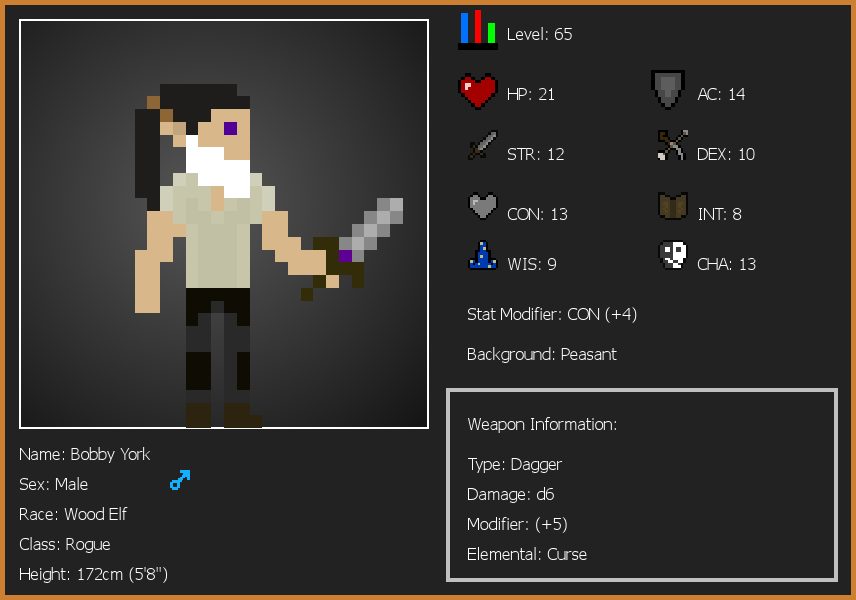 Level: 65
HP: 21
AC: 14
STR: 12
DEX: 10
CON: 13
INT: 8
WIS: 9
CHA: 13
Stat Modifier: CON (+4)
Background: Peasant
Weapon Information:
Type: Dagger
Damage: d6
Modifier: (+5)
Elemental: Curse
Name: Bobby York
Sex: Male
Race: Wood Elf
Class: Rogue
Height: 172cm (5'8")